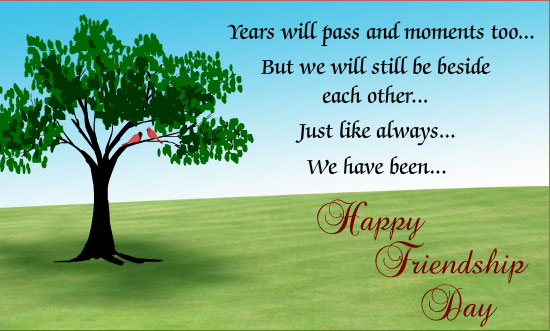 Years will pass and moments too...
But we will still be beside
each other...
Just like always...
We have been...
Happy
Friendship
Day